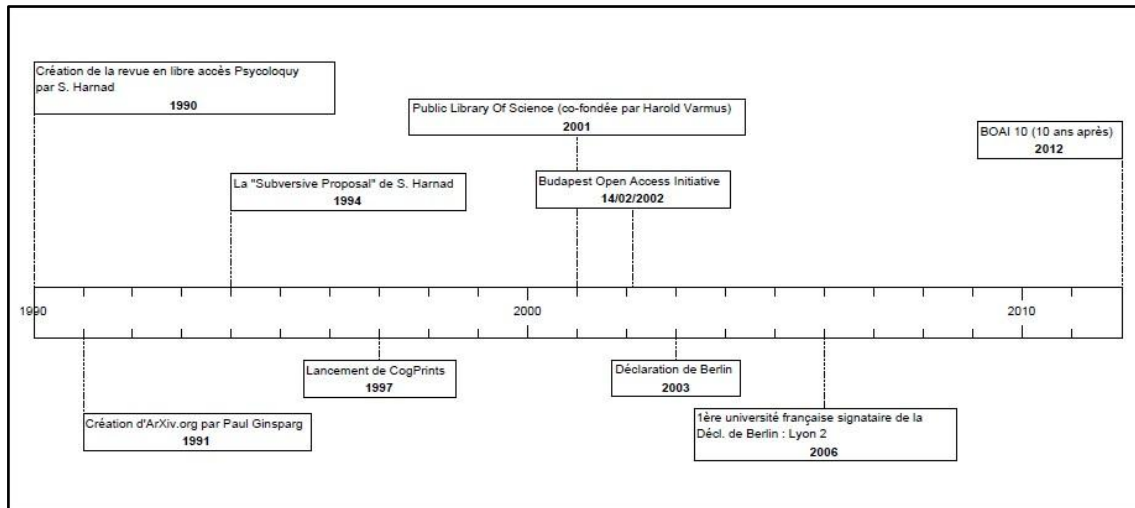 Création de la revue en libre accès Psycoloquy
par S. Harnad
1990
Public Library Of Science (co-fondée par Harold Varmus)
2001
BOAI 10 (10 ans après)
2012
La "Subversive Proposal" de S. Harnad
1994
Budapest Open Access Initiative
14/02/2002
1990
2000
2010
Lancement de CogPrints
1997
Déclaration de Berlin
2003
Création d'ArXiv.org par Paul Ginsparg
1991
1ère université française signataire de la
Décl. de Berlin : Lyon 2
2006